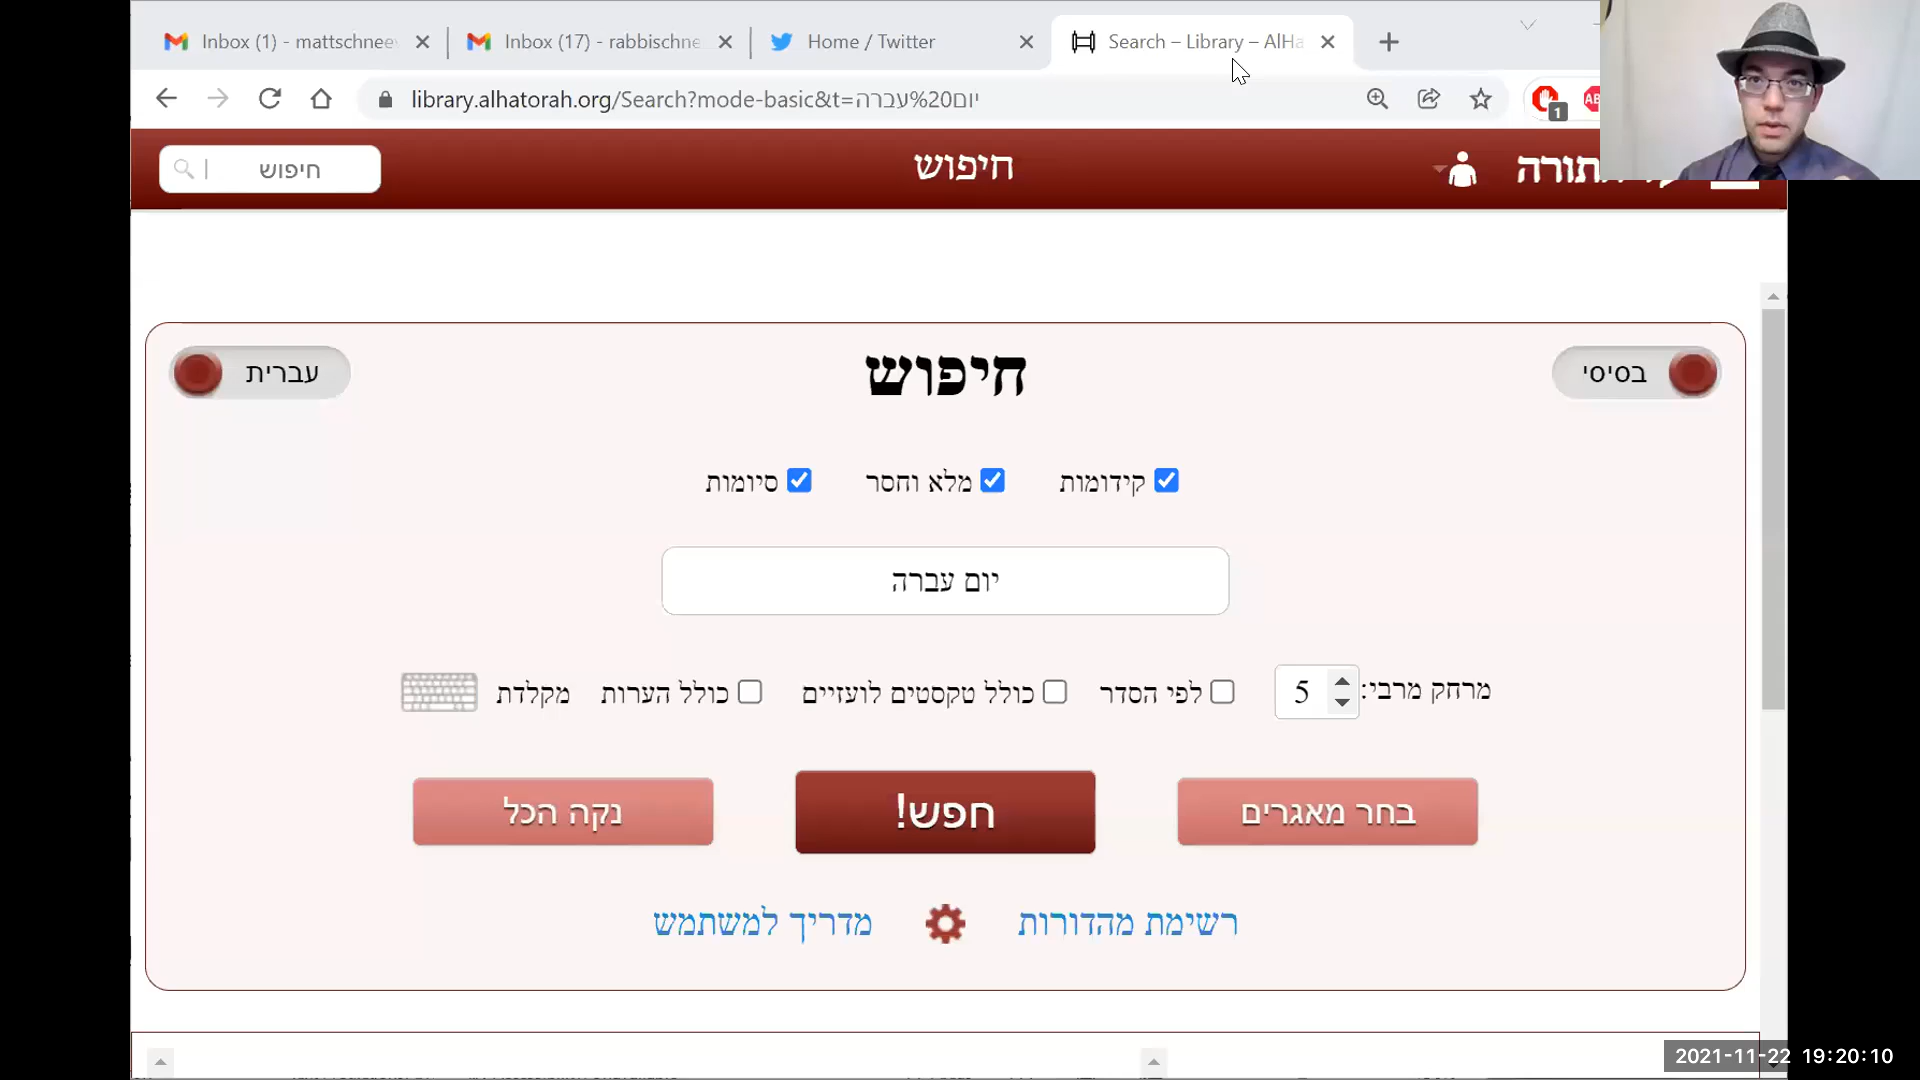 Inbox (1) - mattschnee
Inbox (17) - rabbischne
Home / Twitter
Search – Library – AlHa
library.alhatorah.org/Search?mode-basic&t=יום%20עברה
1
חיפוש
חיפוש
בסיסי
חיפוש
עברית
קידומות
מלא וחסר
סיומות
יום עברה
מרחק מרבי:
5
לפי הסדר
כולל טקסטים לועזיים
כולל הערות
מקלדת
בחר מאגרים
חפש!
נקה הכל
רשימת מהדורות
מדריך למשתמש
2021-11-22 19:20:10